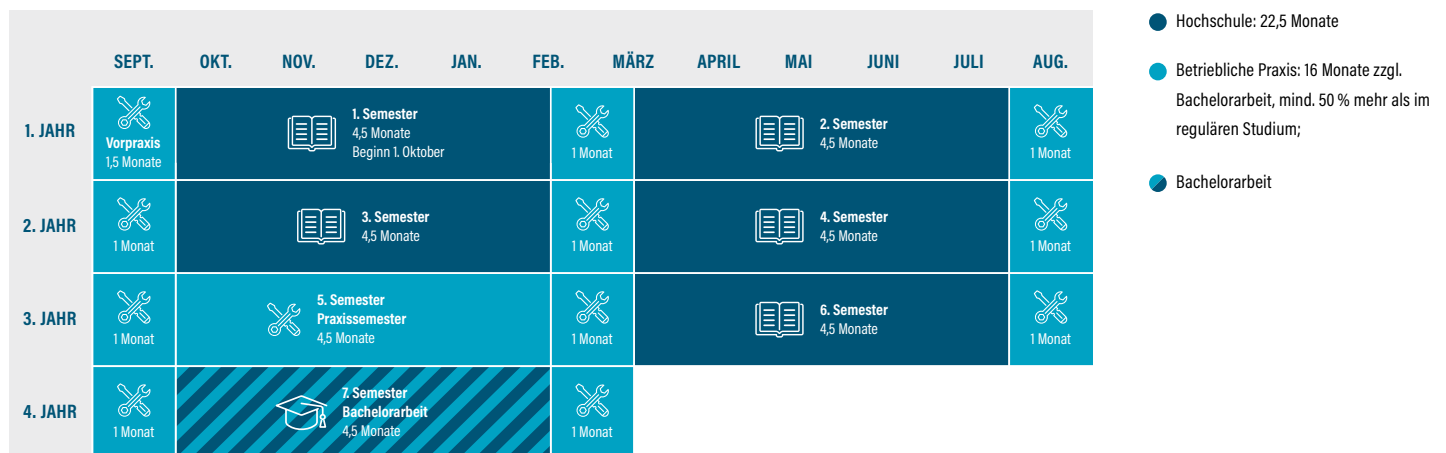 SEPT. OKT. NOV. DEZ. JAN. FEB. MÄRZ APRIL MAI JUNI JULI AUG.
1. JAHR
Vorpraxis
1,5 Monate
1. Semester
4,5 Monate
Beginn 1. Oktober
1 Monat
2. Semester
4,5 Monate
1 Monat
2. JAHR
1 Monat
3. Semester
4,5 Monate
1 Monat
4. Semester
4,5 Monate
1 Monat
3. JAHR
1 Monat
5. Semester
Praxissemester
4,5 Monate
1 Monat
6. Semester
4,5 Monate
1 Monat
4. JAHR
1 Monat
7. Semester
Bachelorarbeit
4,5 Monate
1 Monat
Hochschule: 22,5 Monate
Betriebliche Praxis: 16 Monate zzgl.
Bachelorarbeit, mind. 50 % mehr als im
regulären Studium;
Bachelorarbeit